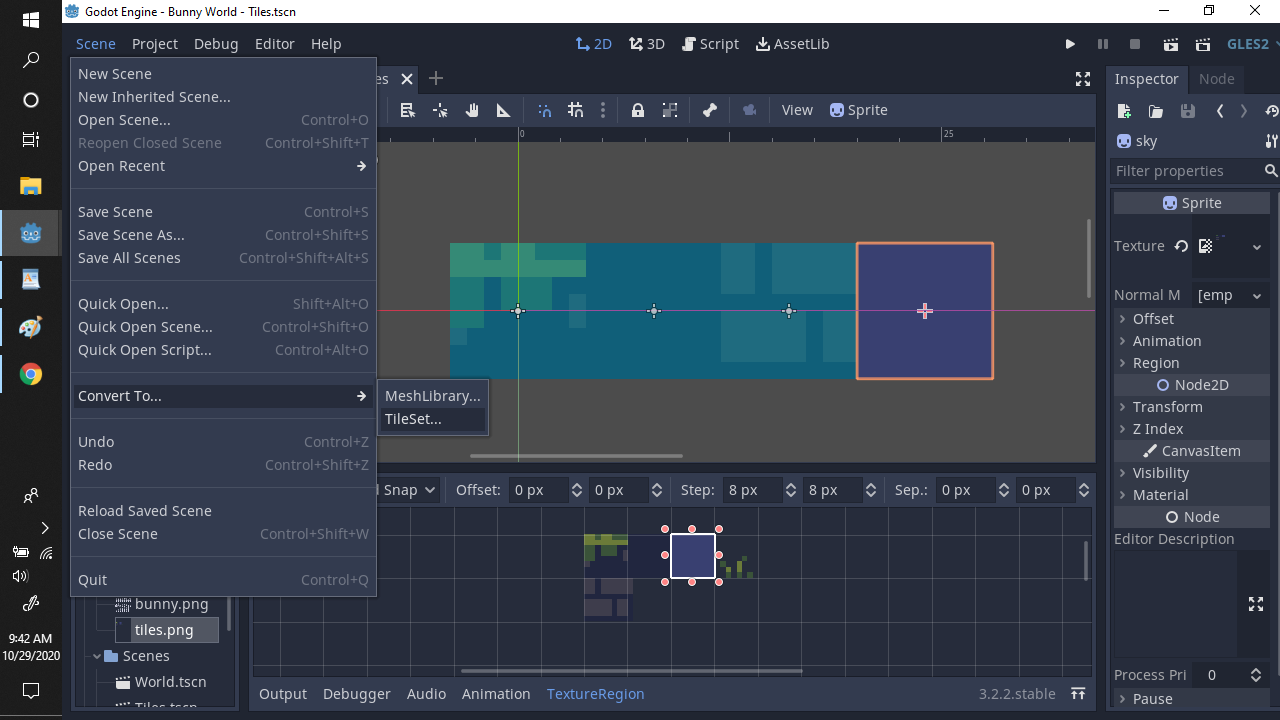 Godot Engine - Bunny World - Tiles.tscn
Scene Project Debug Editor Help
2D 3D Script AssetLib
GLES2
New Scene
New Inherited Scene...
Open Scene... Control+O
Reopen Closed Scene Control+Shift+T
Open Recent
Save Scene Control+S
Save Scene As... Control+Shift+S
Save All Scenes Control+Shift+Alt+S
Quick Open... Shift+Alt+O
Quick Open Scene... Control+Shift+O
Quick Open Script... Control+Alt+O
Convert To...
MeshLibrary...
TileSet...
Undo Control+Z
Redo Control+Shift+Z
Reload Saved Scene
Close Scene Control+Shift+W
Quit Control+Q
es
View Sprite
0 25
Snap Offset: 0 px 0 px Step: 8 px 8 px Sep.: 0 px 0 px
bunny.png
tiles.png
Scenes
World.tscn
Tiles.tscn
Output Debugger Audio Animation TextureRegion 3.2.2.stable
Inspector Node
sky
Filter properties
Sprite
Texture
Normal M [emp
Offset
Animation
Region
Node2D
Transform
Z Index
CanvasItem
Visibility
Material
Node
Editor Description
Process Pri 0
Pause
9:42 AM
10/29/2020